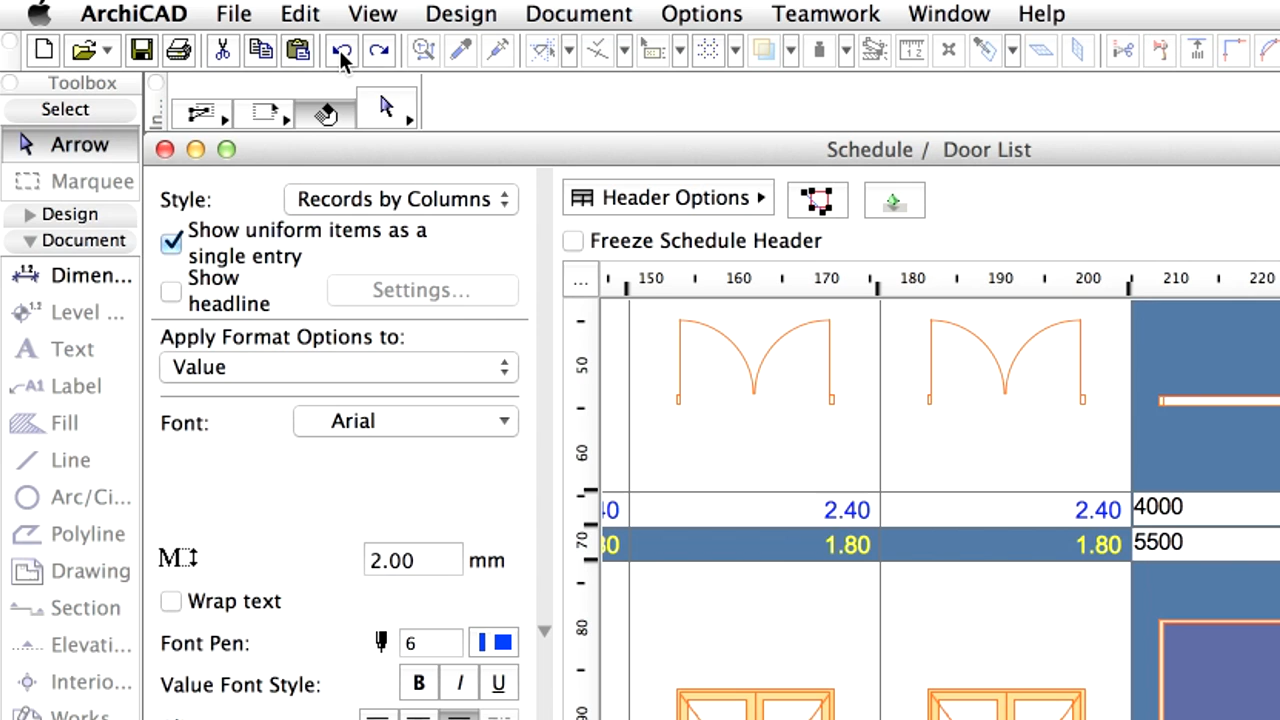 ArchiCAD File Edit View Design Document Options Teamwork Window Help
Toolbox
Select
Arrow
Marquee
Design
Document
Dimen...
Level ...
Text
Label
Fill
Line
Arc/Ci...
Polyline
Drawing
Section
Elevati...
Interio...
Works
Schedule / Door List
Style: Records by Columns
Show uniform items as a
single entry
Show
headline
Settings...
Apply Format Options to:
Value
Font: Arial
2.00 mm
Wrap text
Font Pen: 6
Value Font Style: B I U
Header Options
Freeze Schedule Header
... 150 160 170 180 190 200 210 220
50
60
70
80
90
40 2.40 2.40 4000
80 1.80 1.80 5500